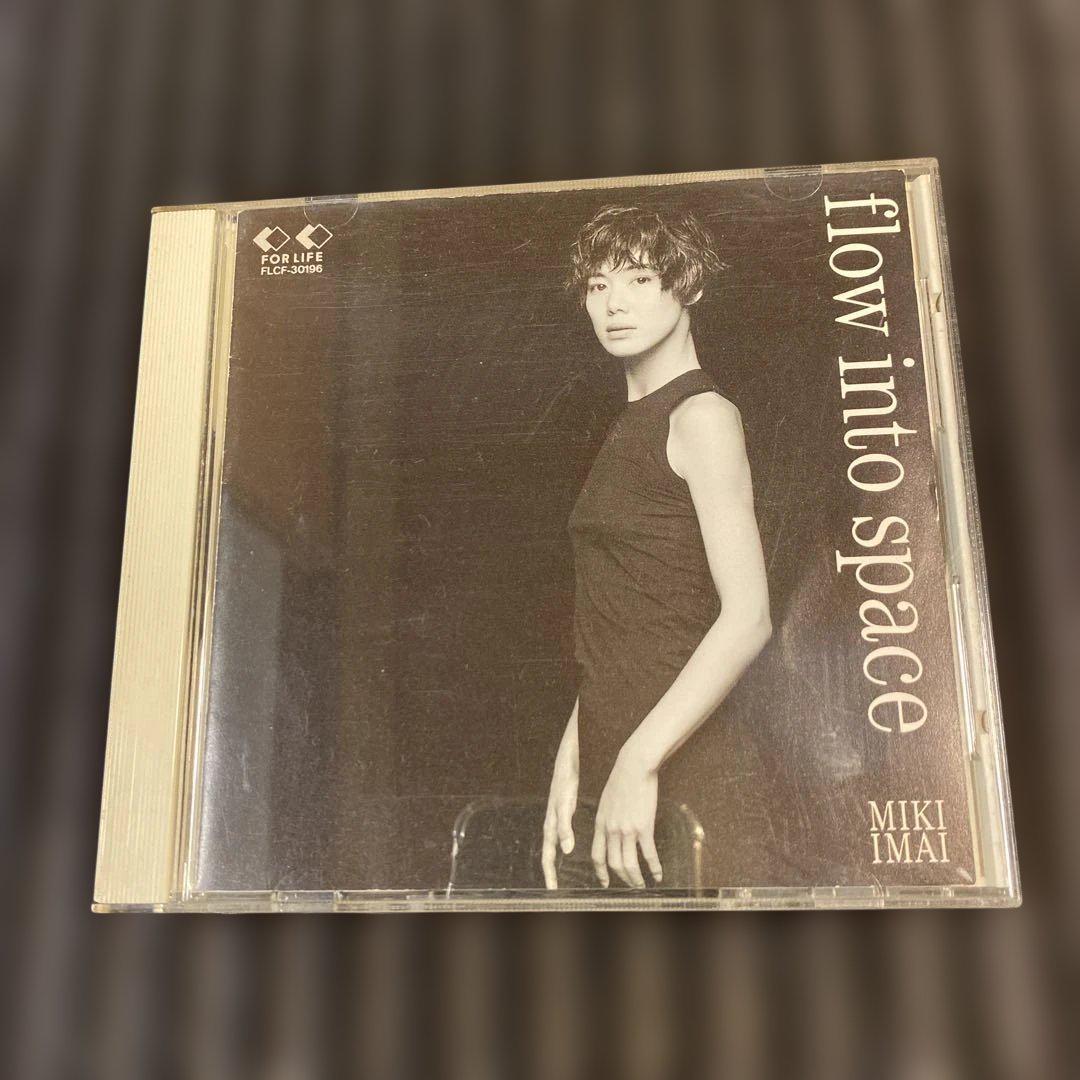 FOR LIFE
FLCF-30196
flow into space
MIKI
IMAI